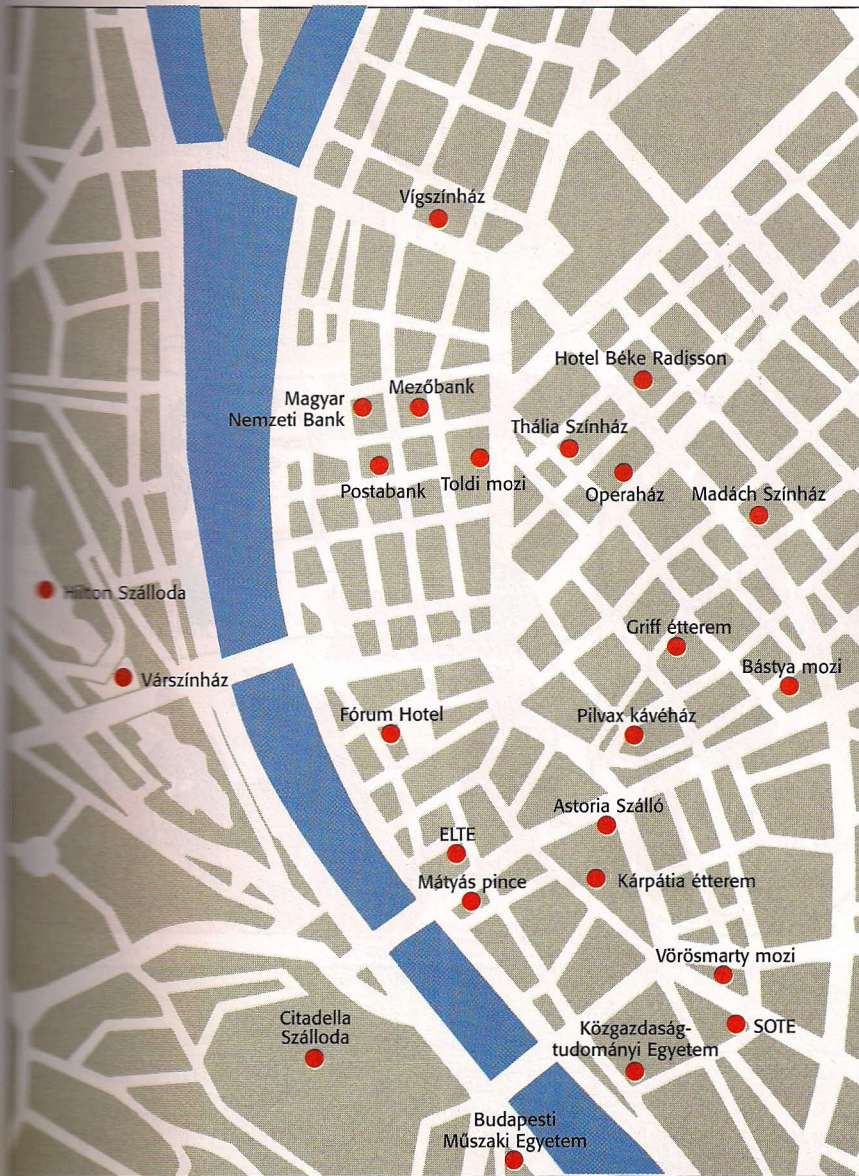 Vígszínház
Hotel Béke Radisson
Magyar
Nemzeti Bank
Mezőbank
Thália Színház
Postabank
Toldi mozi
Operaház
Madách Színház
Hilton Szálloda
Griff étterem
Várszínház
Bástya mozi
Fórum Hotel
Pilvax kávéház
Astoria Szálló
ELTE
Mátyás pince
Kárpátia étterem
Vörösmarty mozi
Citadella
Szálloda
Közgazdaság-
tudományi Egyetem
SOTE
Budapesti
Műszaki Egyetem